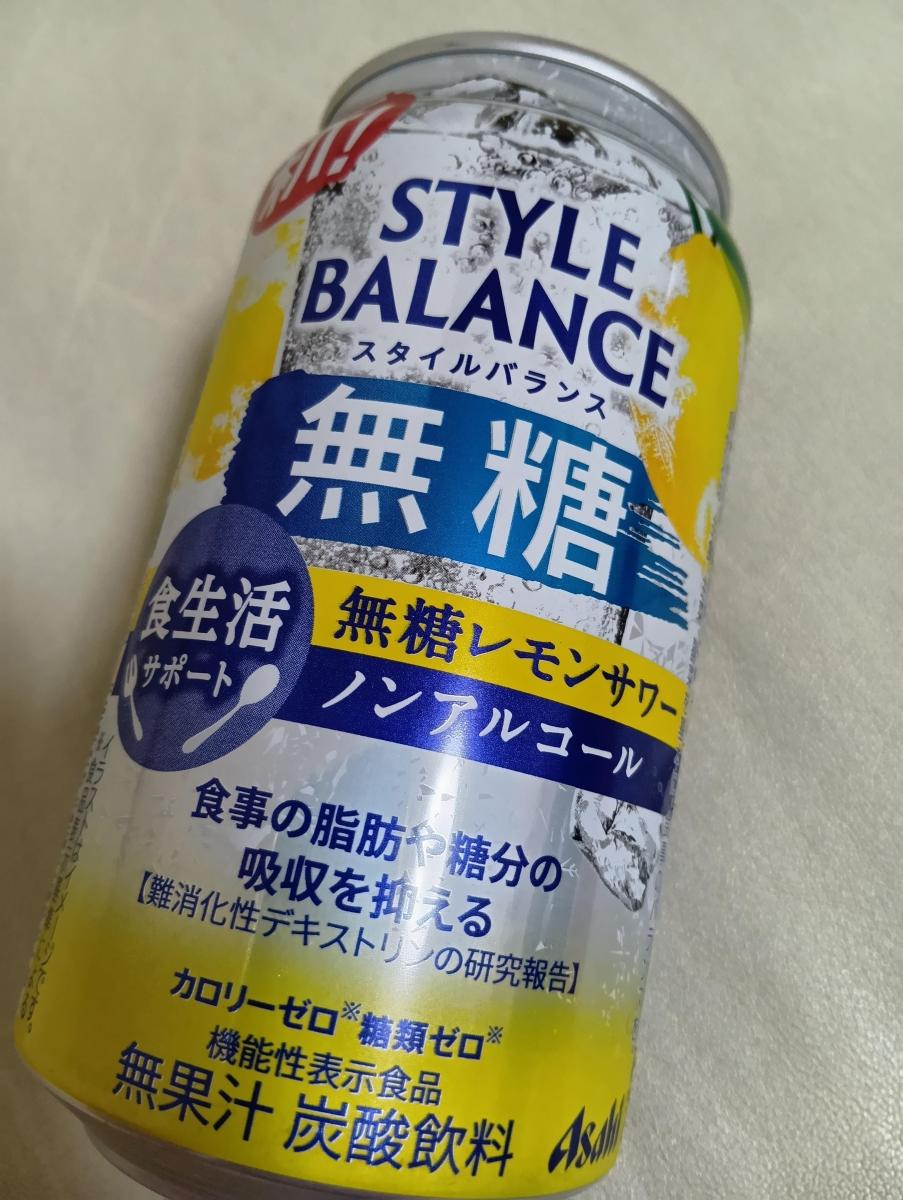 STYLE
BALANCE
スタイルバランス
無糖
食生活
サポート
無糖レモンサワー
ノンアルコール
食事の脂肪や糖分の
吸収を抑える
【難消化性デキストリンの研究報告】
カロリーゼロ※糖類ゼロ※
機能性表示食品
無果汁 炭酸飲料
Asahi